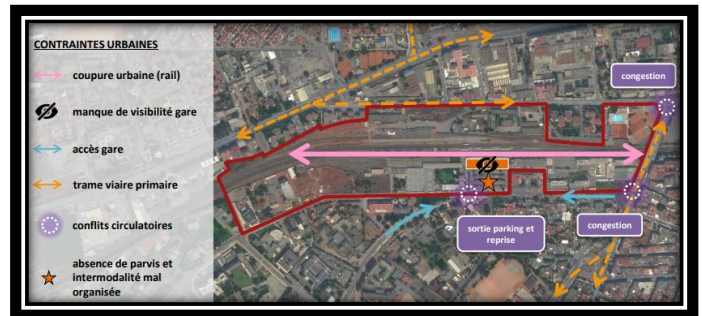 CONTRAINTES URBAINES
coupure urbaine (rail)
manque de visibilité gare
accès gare
trame viaire primaire
conflits circulatoires
absence de parvis et
intermodalité mal
organisée
congestion
sortie parking et
reprise
congestion